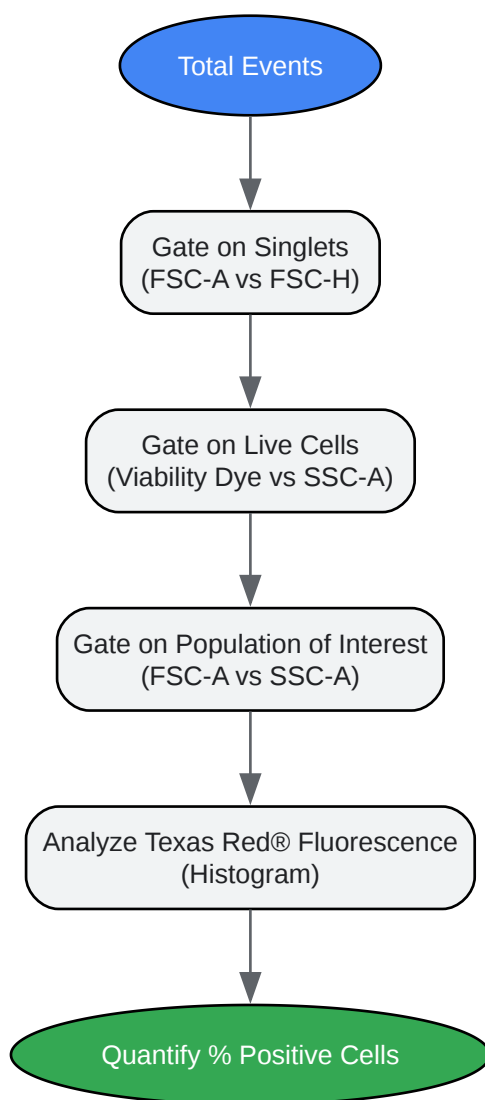 Total Events
Gate on Singlets
(FSC-A vs FSC-H)
Gate on Live Cells
(Viability Dye vs SSC-A)
Gate on Population of Interest
(FSC-A vs SSC-A)
Analyze Texas Red® Fluorescence
(Histogram)
Quantify % Positive Cells